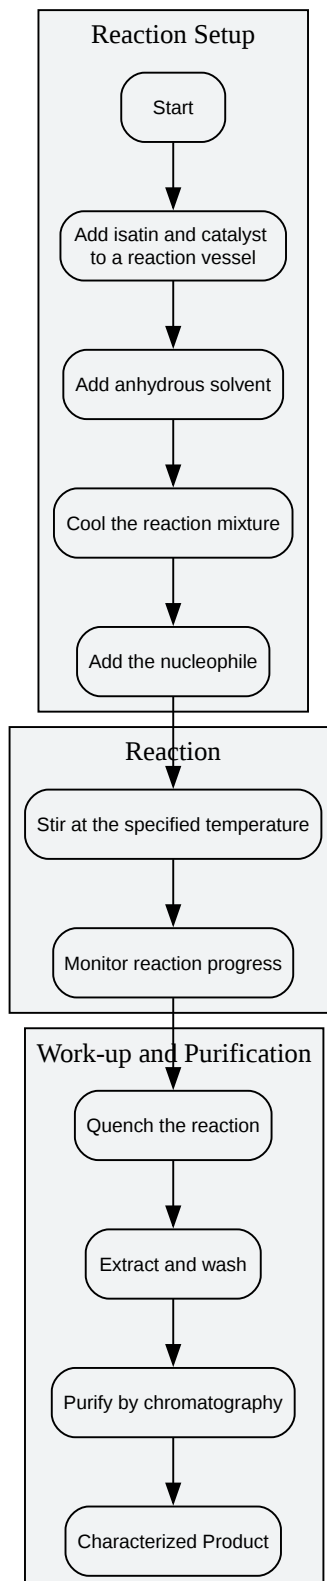 Reaction Setup
Start
Add isatin and catalyst
to a reaction vessel
Add anhydrous solvent
Cool the reaction mixture
Add the nucleophile
Reaction
Stir at the specified temperature
Monitor reaction progress
Work-up and Purification
Quench the reaction
Extract and wash
Purify by chromatography
Characterized Product